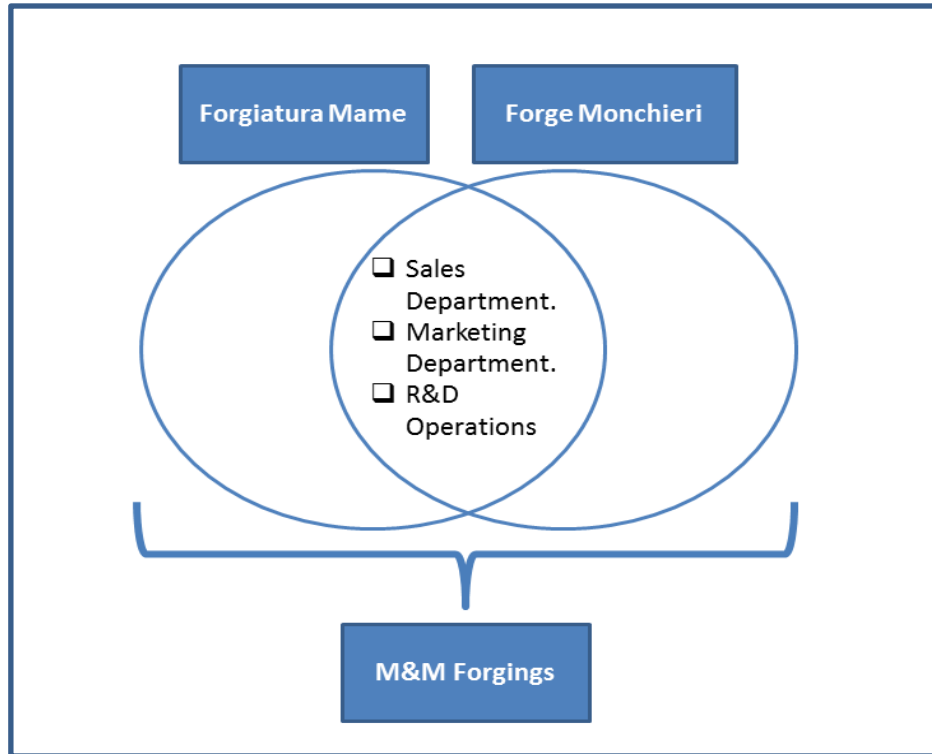 Forgiatura Mame
Forge Monchieri
❑ Sales
Department.
❑ Marketing
Department.
❑ R&D
Operations
M&M Forgings